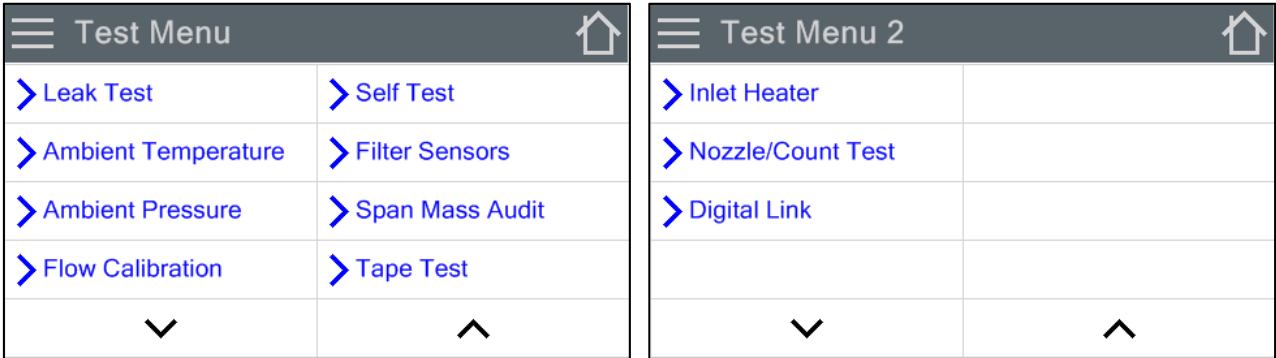 Test Menu
Leak Test
Self Test
Ambient Temperature
Filter Sensors
Ambient Pressure
Span Mass Audit
Flow Calibration
Tape Test
Test Menu 2
Inlet Heater
Nozzle/Count Test
Digital Link